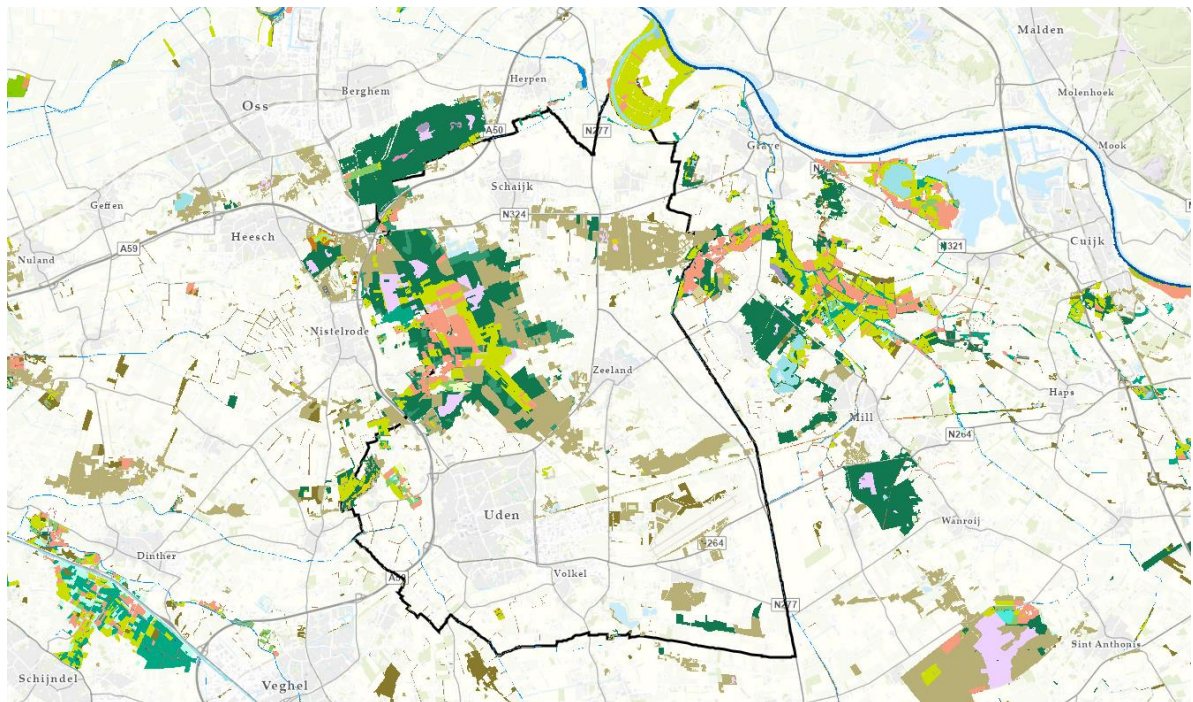 Malden
Herpen
Berghem
Molenhoek
Oss
A50
N277
Grave
Mook
Schaijk
Geffen
N324
Heesch
A59
N321
Cuijk
Nuland
Nistelrode
Zeeland
Haps
Mill
N264
Uden
Wanroij
N264
Dinther
Volkel
N277
Sint Anthonis
Schijndel
Veghel